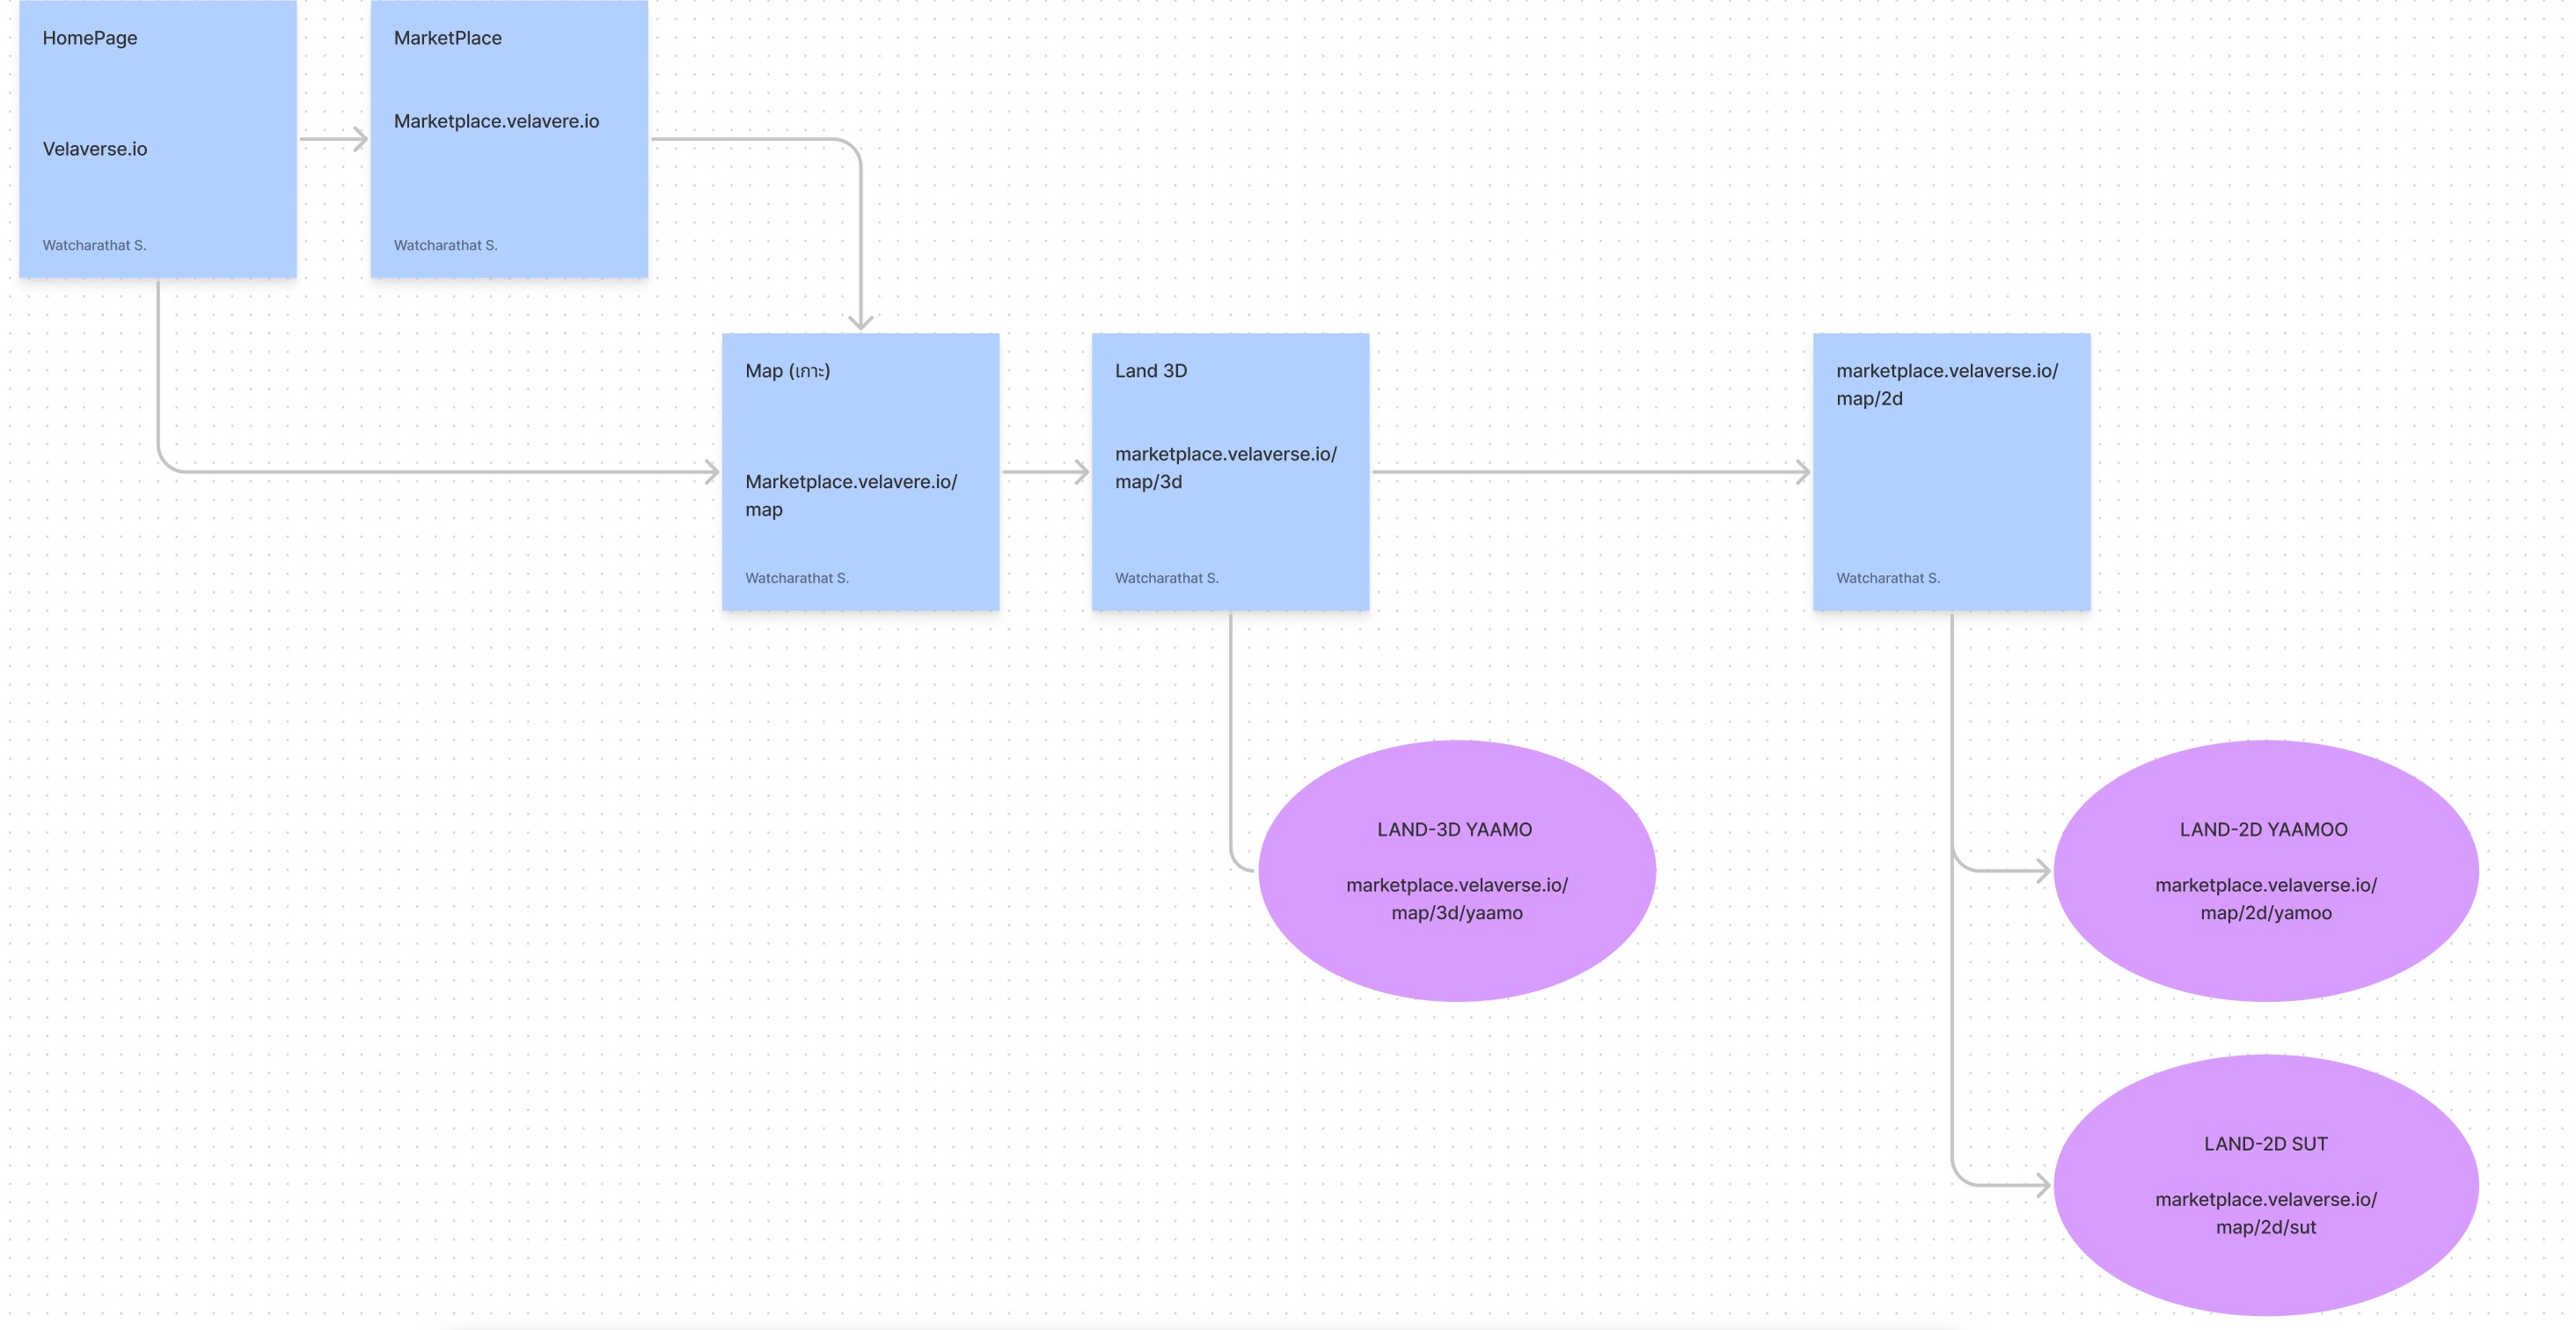 HomePage
Velaverse.io
Watcharathat S.
MarketPlace
Marketplace.velavere.io
Watcharathat S.
Map (เกาะ)
Marketplace.velavere.io/
map
Watcharathat S.
Land 3D
marketplace.velaverse.io/
map/3d
Watcharathat S.
marketplace.velaverse.io/
map/2d
Watcharathat S.
LAND-3D YAAMO
marketplace.velaverse.io/
map/3d/yaamo
LAND-2D YAAMOO
marketplace.velaverse.io/
map/2d/yamoo
LAND-2D SUT
marketplace.velaverse.io/
map/2d/sut